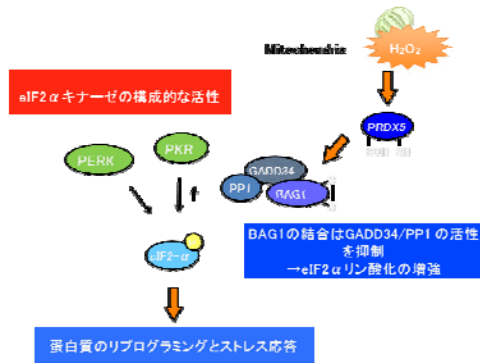 Mitochondria
H₂O₂
eIF2αキナーゼの構成的な活性
PRDX5
PERK
PKR
GADD34
PP1
BAG1
eIF2-α
BAG1の結合はGADD34/PP1の活性
を抑制
→eIF2αリン酸化の増強
蛋白質のリプログラミングとストレス応答